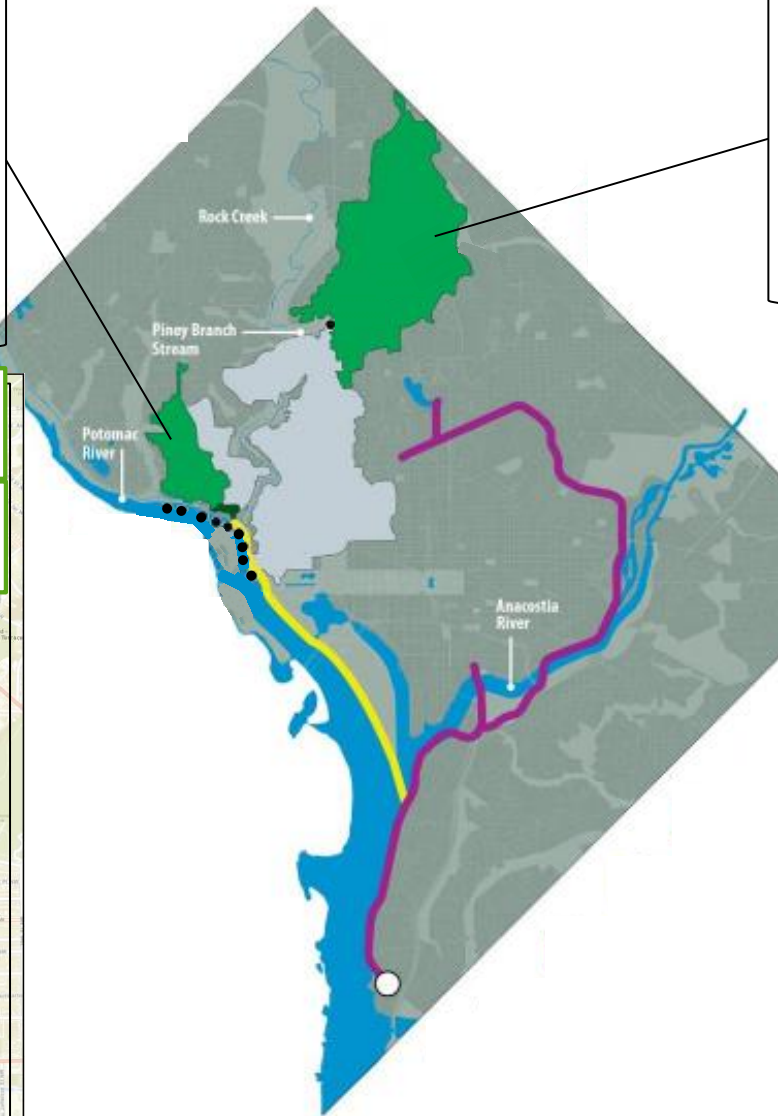 Rock Creek
Piney Branch
Stream
Potomac
River
Anacostia
River